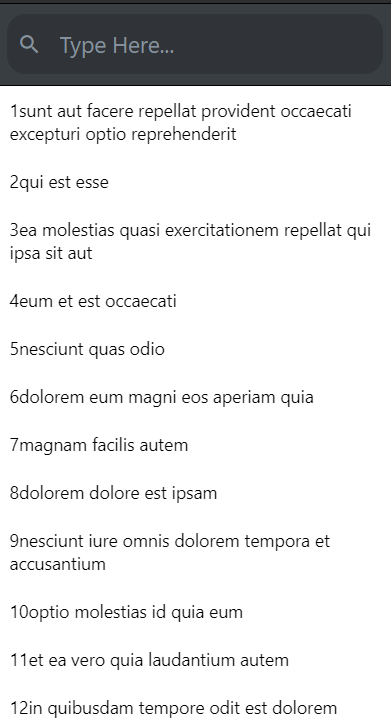 Type Here...
1sunt aut facere repellat provident occaecati
excepturi optio reprehenderit
2qui est esse
3ea molestias quasi exercitationem repellat qui
ipsa sit aut
4eum et est occaecati
5nesciunt quas odio
6dolorem eum magni eos aperiam quia
7magnam facilis autem
8dolorem dolore est ipsam
9nesciunt iure omnis dolorem tempora et
accusantium
10optio molestias id quia eum
11et ea vero quia laudantium autem
12in quibusdam tempore odit est dolorem